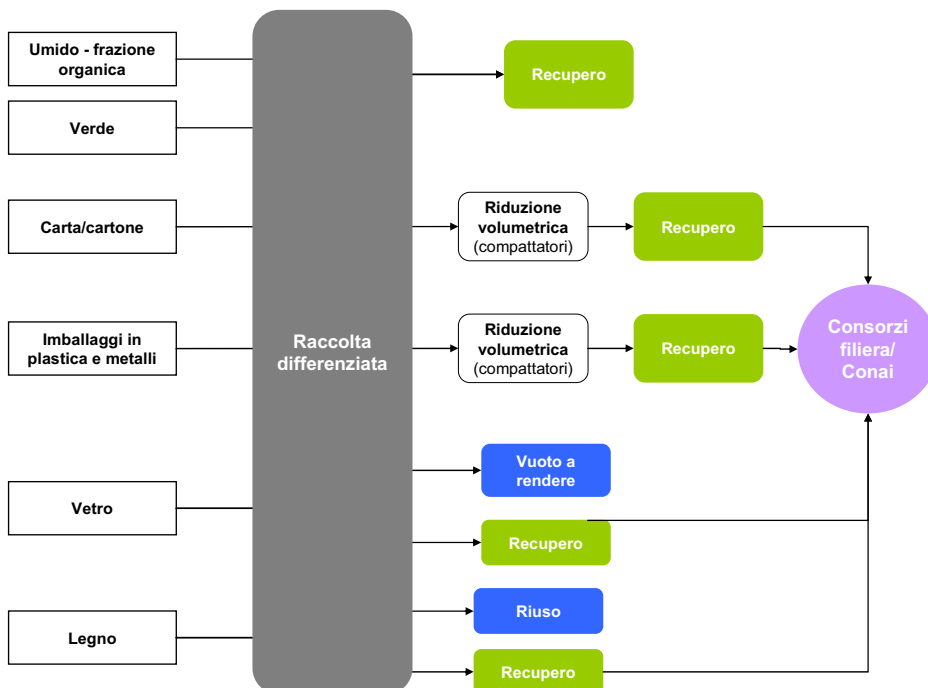 Umido - frazione
organica
Verde
Carta/cartone
Imballaggi in
plastica e metalli
Vetro
Legno
Raccolta
differenziata
Recupero
Riduzione
volumetrica
(compattatori)
Recupero
Riduzione
volumetrica
(compattatori)
Recupero
Vuoto a
rendere
Recupero
Riuso
Recupero
Consorzi
filiera/
Conai